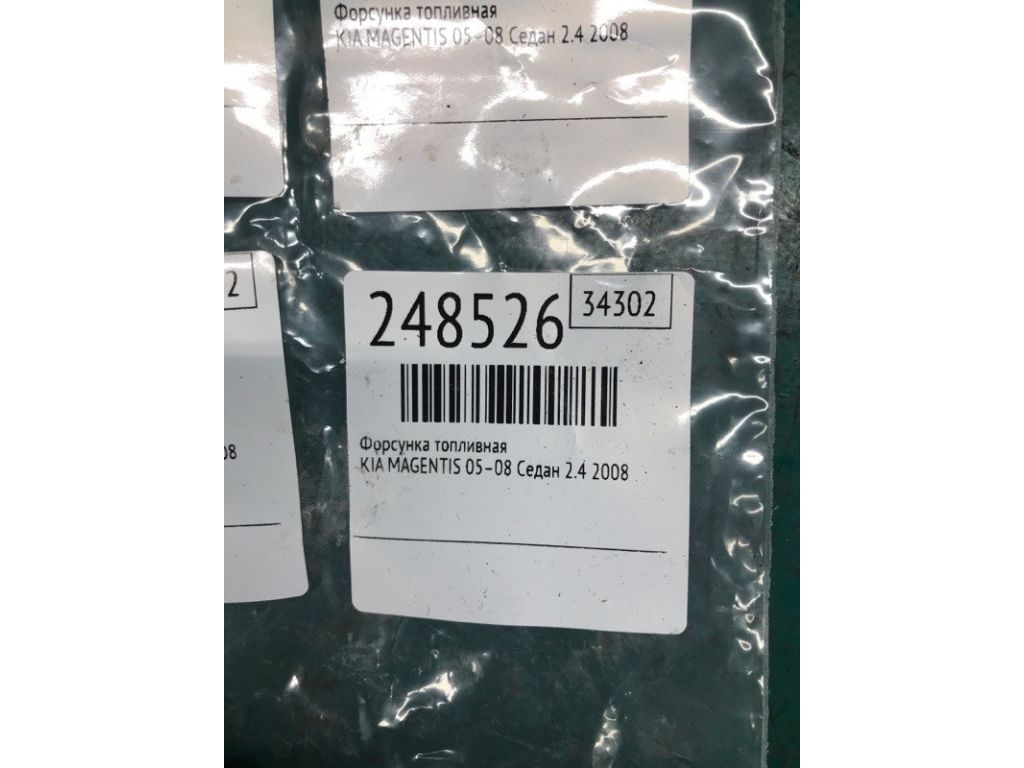 Форсунка топливная
KIA MAGENTIS 05-08 Седан 2.4 2008
2
08
248526
34302
Форсунка топливная
KIA MAGENTIS 05-08 Седан 2.4 2008